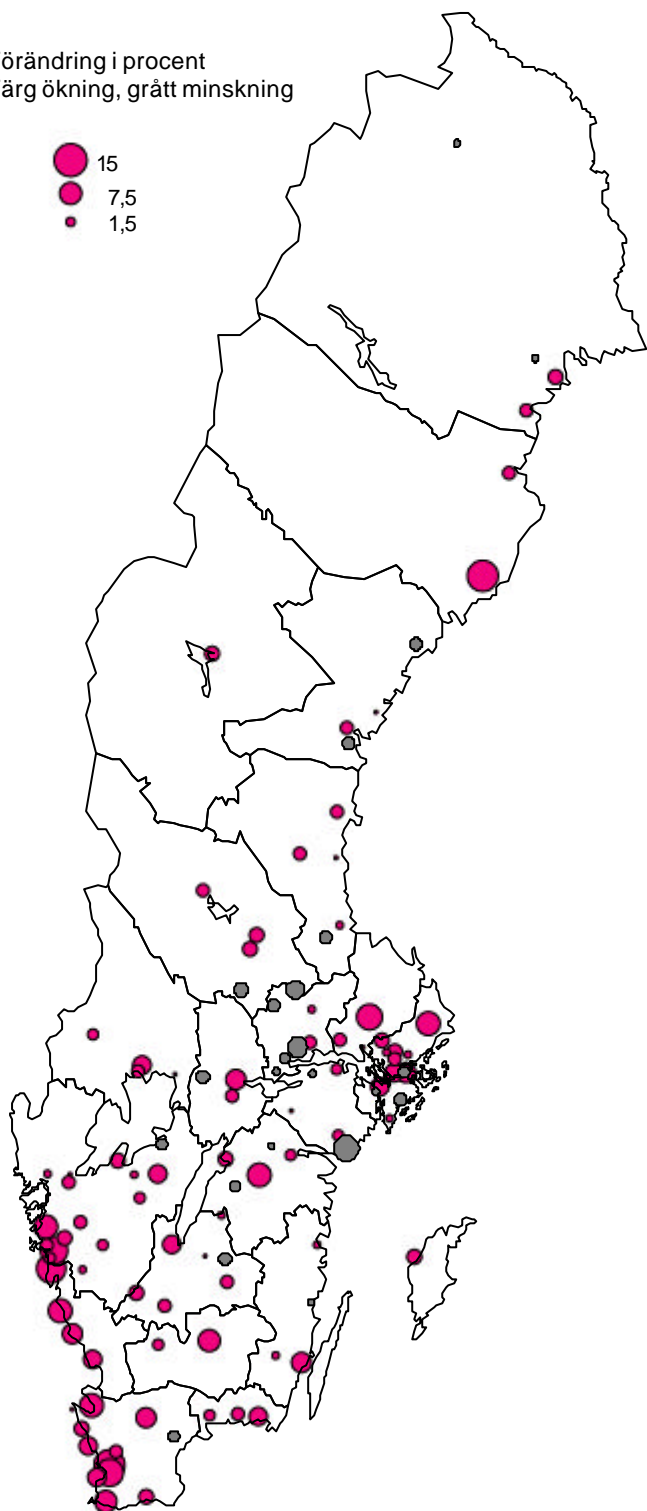 örändring i procent
ärg ökning, grått minskning
15
7,5
1,5